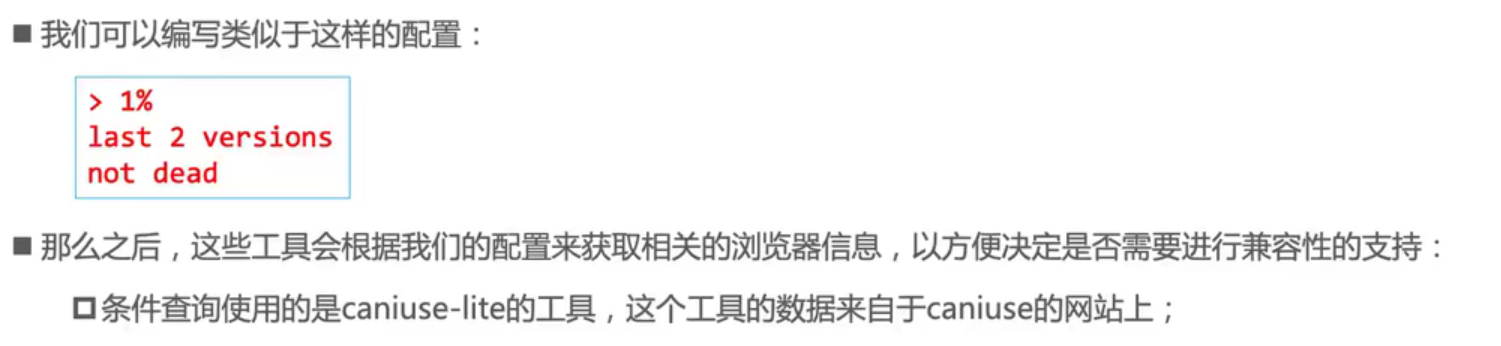 ■ 我们可以编写类似于这样的配置：
> 1%
last 2 versions
not dead
■ 那么之后，这些工具会根据我们的配置来获取相关的浏览器信息，以方便决定是否需要进行兼容性的支持：
条件查询使用的是caniuse-lite的工具，这个工具的数据来自于caniuse的网站上；